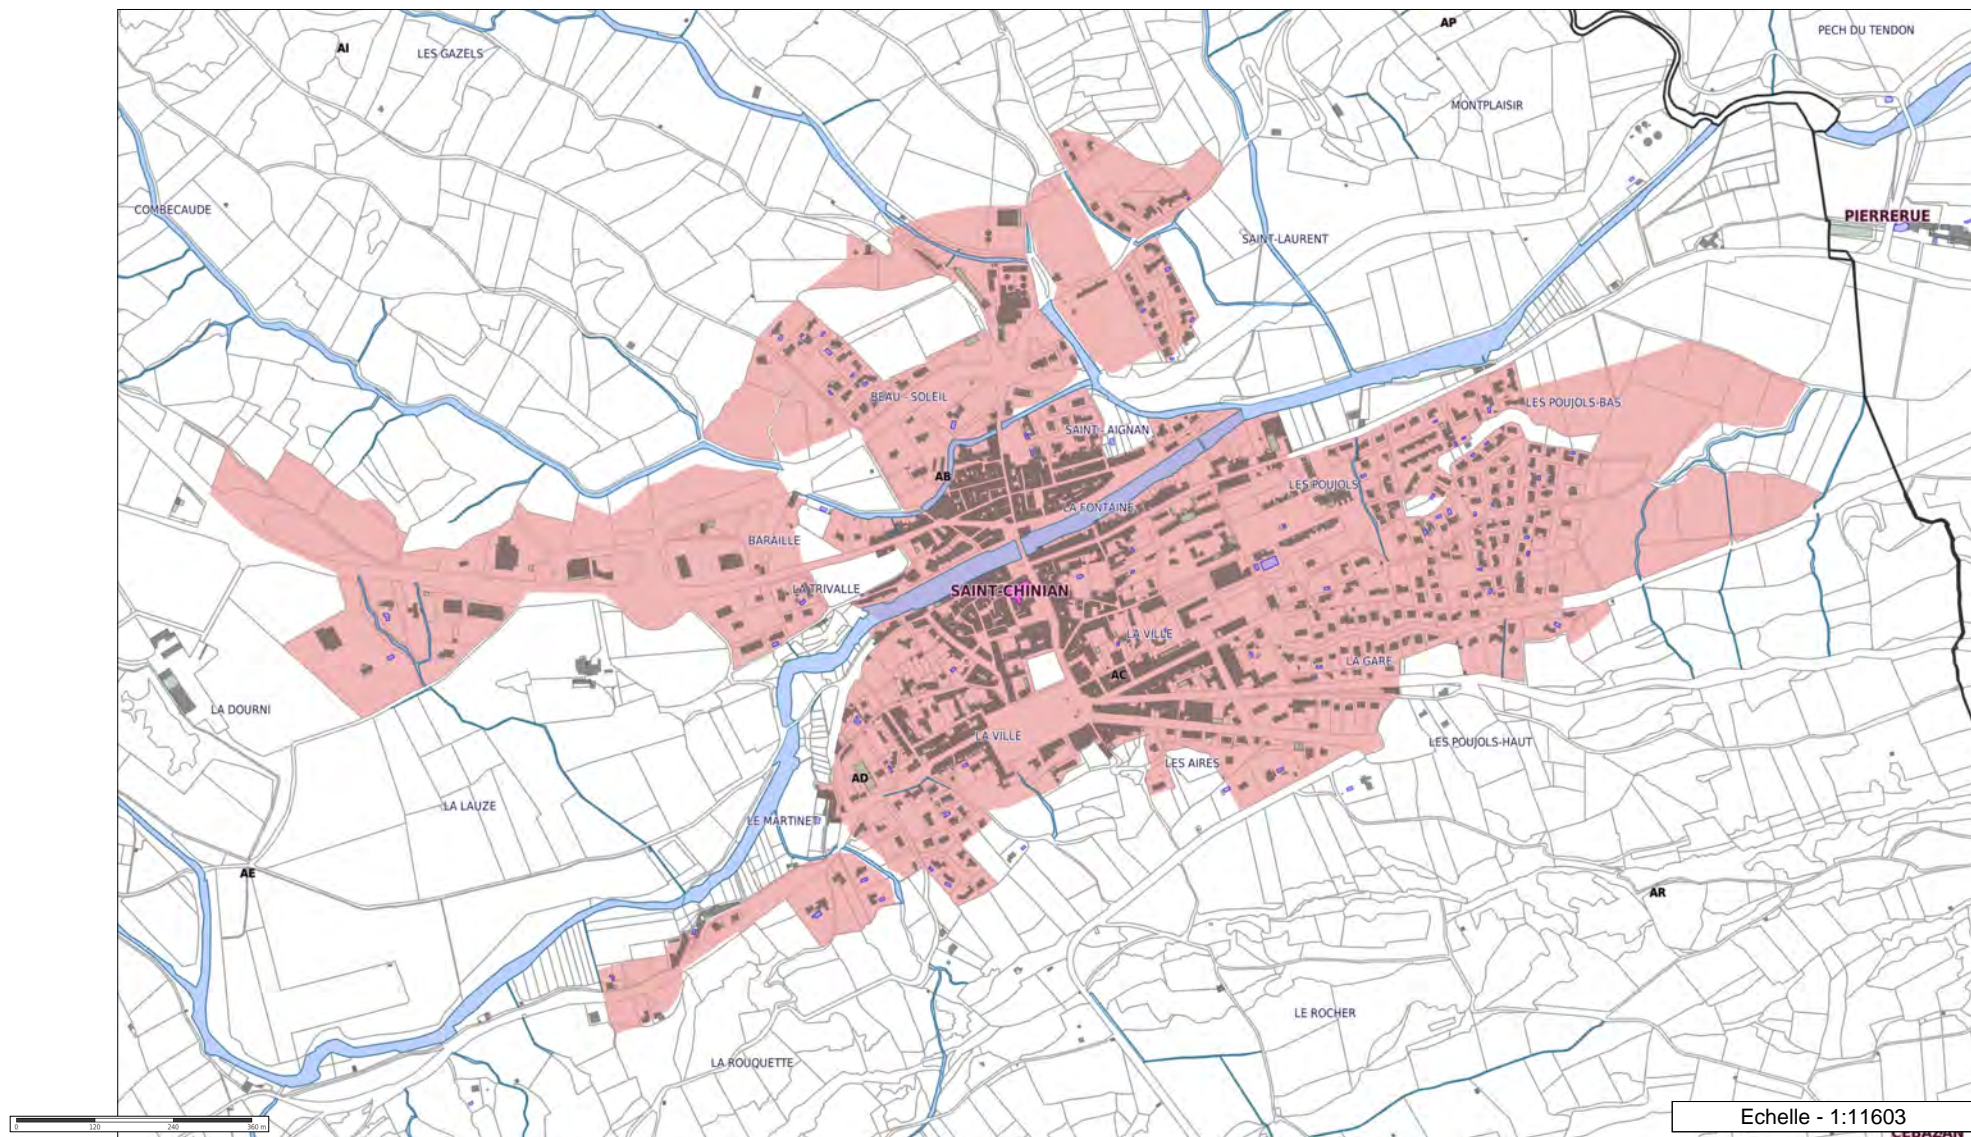 AP
PECH DU TENDON
AI
LES GAZELS
MONTPLAISIR
COMBECAUDE
PIERRERUE
SAINT-LAURENT
BEAU - SOLEIL
LES POUJOLS-BAS
SAINT - AIGNAN
AB
LES POUJOLS
LA FONTAINE
BARAILLE
LA TRIVALLE
SAINT-CHINIAN
LA VILLE
LA GARE
AC
LA DOURNI
LA VILLE
LES POUJOLS-HAUT
LES AIRES
AD
LA LAUZE
LE MARTINET
AE
AR
LE ROCHER
LA ROUQUETTE
0 120 240 360 m
Echelle - 1:11603
CEBAZAN